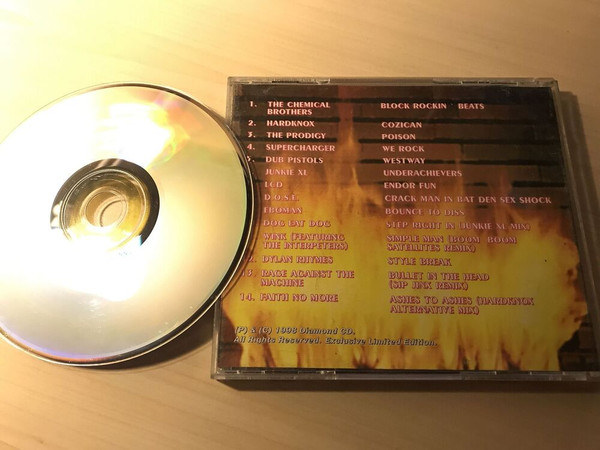 1. THE CHEMICAL BROTHERS BLOCK ROCKIN BEATS
2. HARDKNOX COZICAN
3. THE PRODIGY POISON
4. SUPERCHARGER WE ROCK
5. DUB PISTOLS WESTWAY
JUNKIE XL UNDERACHIEVERS
LCD ENDOR FUN
D.O.S.E. CRACK MAN IS BAT DEN SEX SHOCK
EBOMAN BOUNCE TO DISS
DOG EAT DOG STEP RIGHT IN (JUNKIE XL MIX)
WINK (FEATURING SIMPLE MAN (BOOM BOOM
THE INTERPETERS) SATELLITES REMIX)
DYLAN RHYMES STYLE BREAK
13. RAGE AGAINST THE BULLET IN THE HEAD
MACHINE (SIP JINX REMIX)
14. FAITH NO MORE ASHES TO ASHES (HARDKNOX
ALTERNATIVE MIX)
(P) & (C) 1998 Diamond CD.
All Rights Reserved. Exclusive Limited Edition.